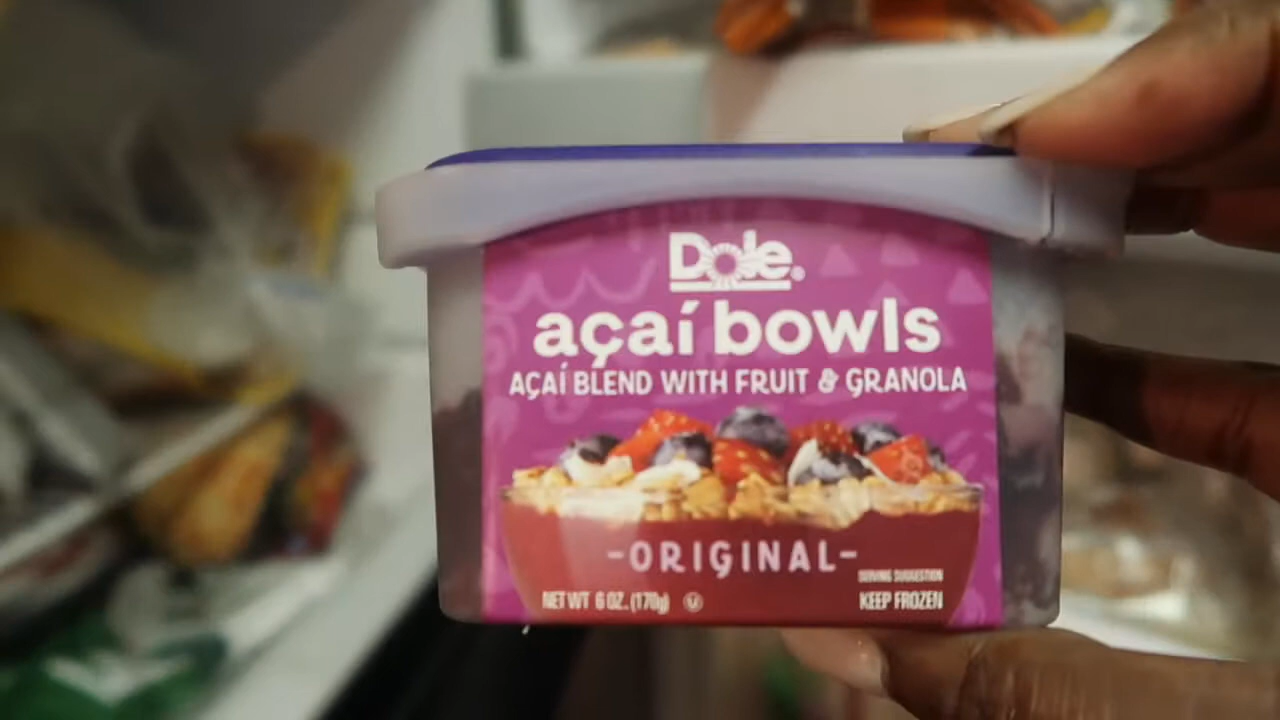 Dole®
açaí bowls
AÇAÍ BLEND WITH FRUIT & GRANOLA
-ORIGINAL-
SERVING SUGGESTION
NET WT 6 OZ. (170g) U KEEP FROZEN